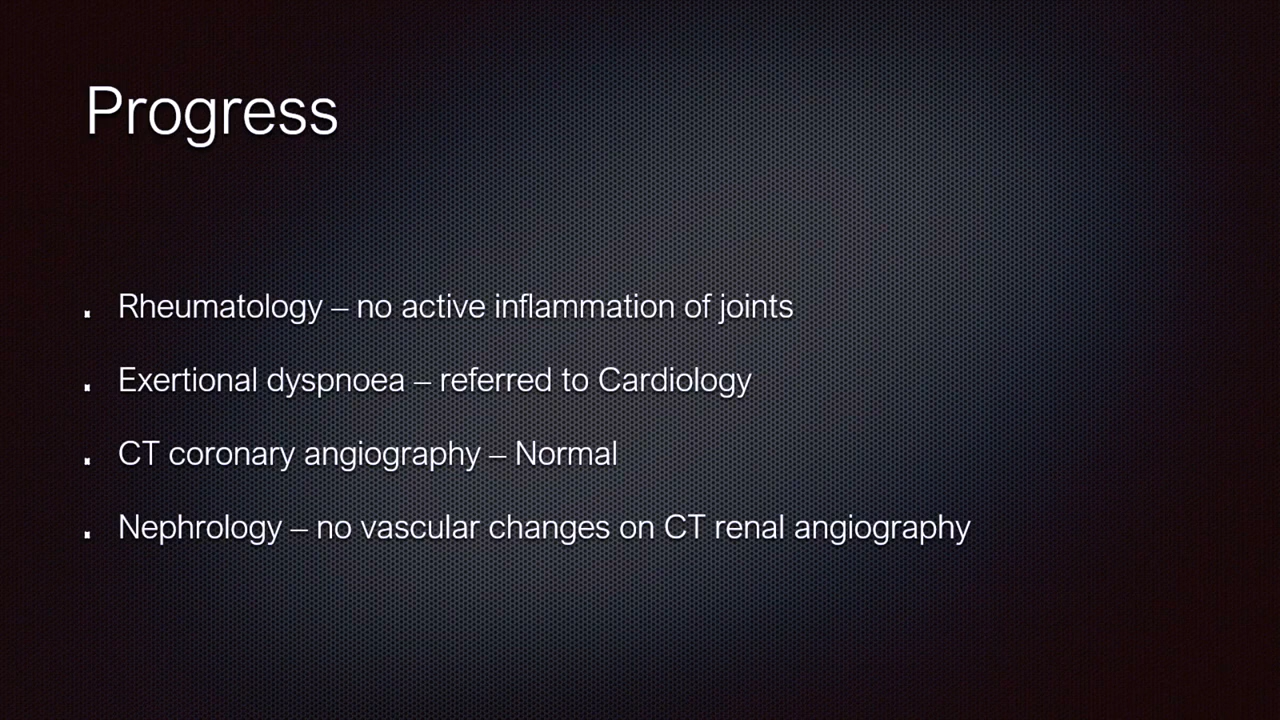 Progress
. Rheumatology – no active inflammation of joints
. Exertional dyspnoea – referred to Cardiology
. CT coronary angiography – Normal
. Nephrology – no vascular changes on CT renal angiography